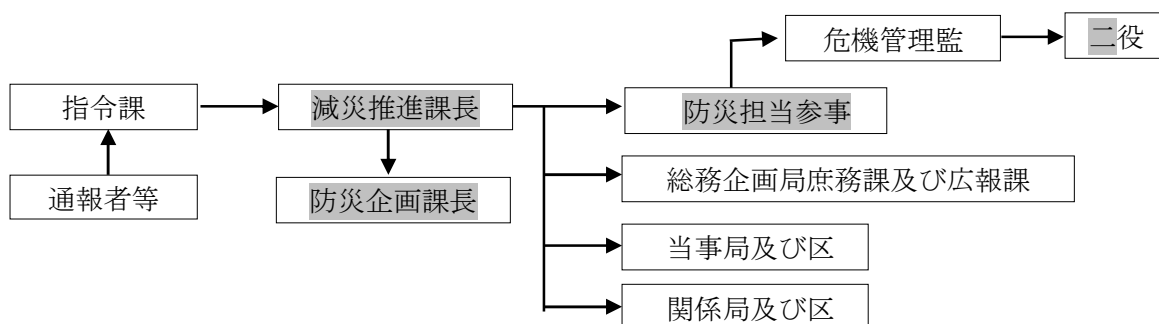 危機管理監
二役
指令課
減災推進課長
防災担当参事
通報者等
防災企画課長
総務企画局庶務課及び広報課
当事局及び区
関係局及び区